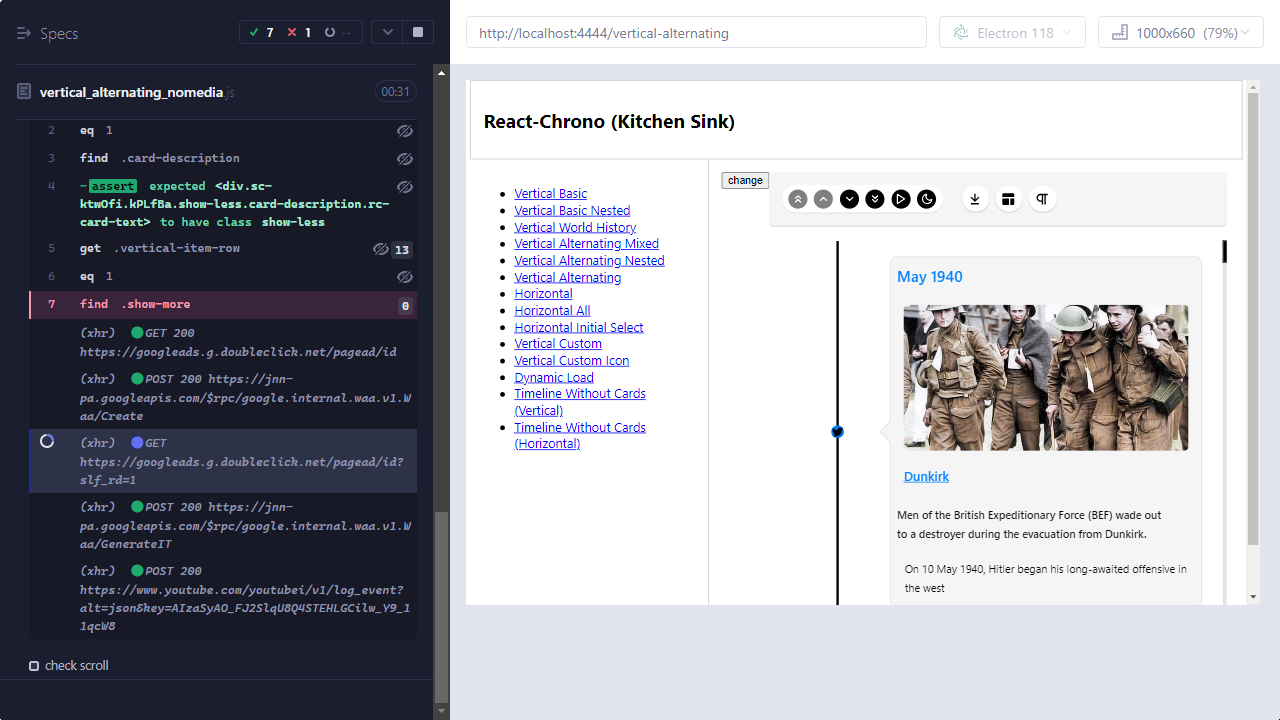 Specs
7 1 --
http://localhost:4444/vertical-alternating
Electron 118
1000x660 (79%)
vertical_alternating_nomedia.js
00:31
2 eq 1
3 find .card-description
4 -assert expected <div.sc-
ktwOfi.kPLfBa.show-less.card-description.rc-
card-text> to have class show-less
5 get .vertical-item-row 13
6 eq 1
7 find .show-more 0
(xhr) GET 200
https://googleads.g.doubleclick.net/pagead/id
(xhr) POST 200 https://jnn-
pa.googleapis.com/$rpc/google.internal.waa.v1.W
aa/Create
(xhr) GET
https://googleads.g.doubleclick.net/pagead/id?
slf_rd=1
(xhr) POST 200 https://jnn-
pa.googleapis.com/$rpc/google.internal.waa.v1.W
aa/GenerateIT
(xhr) POST 200
https://www.youtube.com/youtubei/v1/log_event?
alt=json&key=AIzaSyAO_FJ2SlqU8Q4STEHLGCilw_Y9_1
1qcW8
check scroll
React-Chrono (Kitchen Sink)
Vertical Basic
Vertical Basic Nested
Vertical World History
Vertical Alternating Mixed
Vertical Alternating Nested
Vertical Alternating
Horizontal
Horizontal All
Horizontal Initial Select
Vertical Custom
Vertical Custom Icon
Dynamic Load
Timeline Without Cards
(Vertical)
Timeline Without Cards
(Horizontal)
change
May 1940
Dunkirk
Men of the British Expeditionary Force (BEF) wade out
to a destroyer during the evacuation from Dunkirk.
On 10 May 1940, Hitler began his long-awaited offensive in
the west